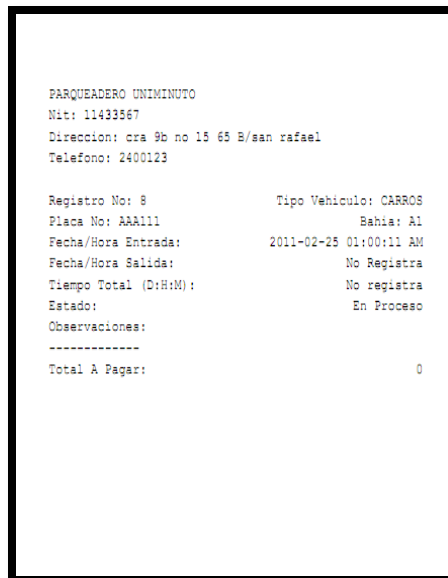 PARQUEADERO UNIMINUTO
Nit: 11433567
Direccion: cra 9b no 15 65 B/san rafael
Telefono: 2400123
Registro No: 8 Tipo Vehiculo: CARROS
Placa No: AAA111 Bahia: A1
Fecha/Hora Entrada: 2011-02-25 01:00:11 AM
Fecha/Hora Salida: No Registra
Tiempo Total (D:H:M): No registra
Estado: En Proceso
Observaciones:
-------------
Total A Pagar: 0